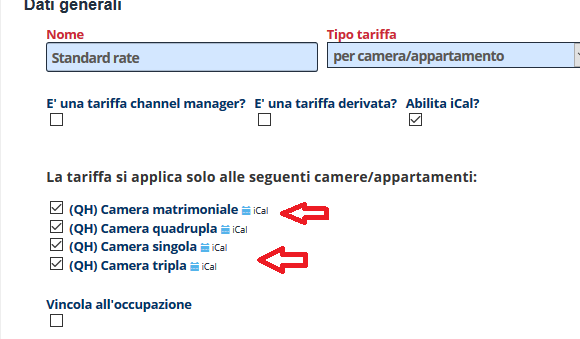 Dati generali
Nome
Tipo tariffa
Standard rate
per camera/appartamento
E' una tariffa channel manager? E' una tariffa derivata? Abilita iCal?
La tariffa si applica solo alle seguenti camere/appartamenti:
(QH) Camera matrimoniale iCal
(QH) Camera quadrupla iCal
(QH) Camera singola iCal
(QH) Camera tripla iCal
Vincola all'occupazione